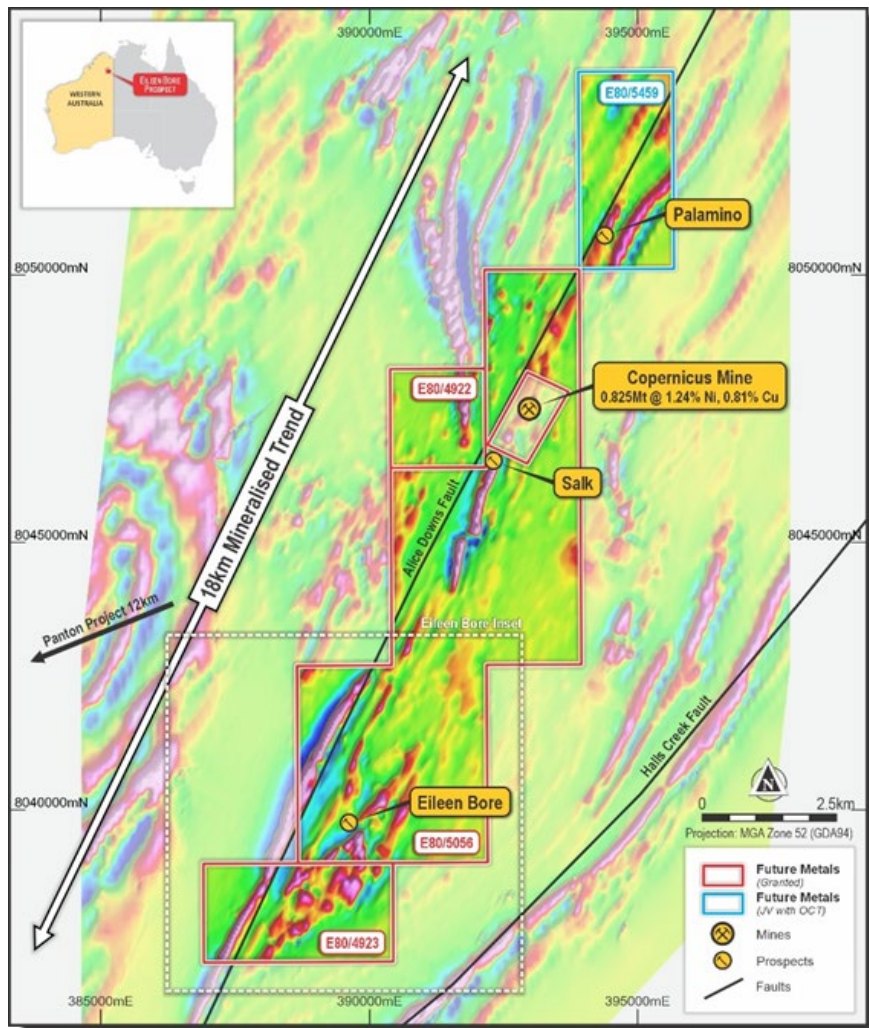 390000mE
395000mE
WESTERN
AUSTRALIA
EILEEN BORE
PROSPECT
E80/5459
Palamino
8050000mN
8050000mN
E80/4922
Copernicus Mine
0.825Mt @ 1.24% Ni, 0.81% Cu
Salk
18km Mineralised Trend
Alice Downs Fault
8045000mN
8045000mN
Panton Project 12km
Eileen Bore Inset
Halls Creek Fault
8040000mN
Eileen Bore
E80/5056
N
0
2.5km
Projection: MGA Zone 52 (GDA94)
E80/4923
Future Metals
(Granted)
Future Metals
(JV with OCT)
Mines
Prospects
Faults
385000mE
390000mE
395000mE